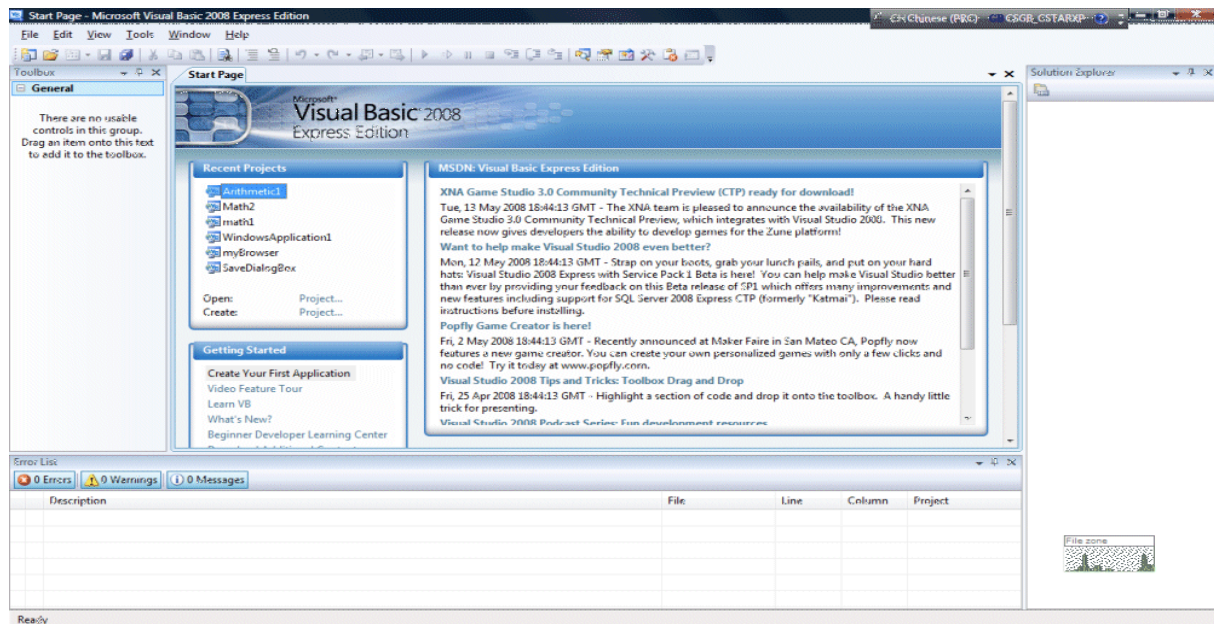 Start Page - Microsoft Visual Basic 2008 Express Edition
CH Chinese (PRC) CSGB_CSTARXP
File Edit View Tools Window Help
Toolbox
Start Page
Solution Explorer
General
There are no usable
controls in this group.
Drag an item onto this text
to add it to the toolbox.
Microsoft
Visual Basic 2008
Express Edition
Recent Projects
Arithmetic1
Math2
math1
WindowsApplication1
myBrowser
SaveDialogBox
Open: Project...
Create: Project...
Getting Started
Create Your First Application
Video Feature Tour
Learn VB
What's New?
Beginner Developer Learning Center
MSDN: Visual Basic Express Edition
XNA Game Studio 3.0 Community Technical Preview (CTP) ready for download!
Tue, 13 May 2008 18:44:13 GMT - The XNA team is pleased to announce the availability of the XNA
Game Studio 3.0 Community Technical Preview, which integrates with Visual Studio 2008. This new
release now gives developers the ability to develop games for the Zune platform!
Want to help make Visual Studio 2008 even better?
Mon, 12 May 2008 18:44:13 GMT - Strap on your boots, grab your lunch pails, and put on your hard
hats: Visual Studio 2008 Express with Service Pack 1 Beta is here! You can help make Visual Studio better
than ever by providing your feedback on this Beta release of SP1 which offers many improvements and
new features including support for SQL Server 2008 Express CTP (formerly "Katmai"). Please read
instructions before installing.
Popfly Game Creator is here!
Fri, 2 May 2008 18:44:13 GMT - Recently announced at Maker Faire in San Mateo CA, Popfly now
features a new game creator. You can create your own personalized games with only a few clicks and
no code! Try it today at www.popfly.com.
Visual Studio 2008 Tips and Tricks: Toolbox Drag and Drop
Fri, 25 Apr 2008 18:44:13 GMT - Highlight a section of code and drop it onto the toolbox. A handy little
trick for presenting.
Visual Studio 2008 Podcast Series: Fun development resources
Error List
0 Errors 0 Warnings 0 Messages
Description File Line Column Project
File zone
Ready